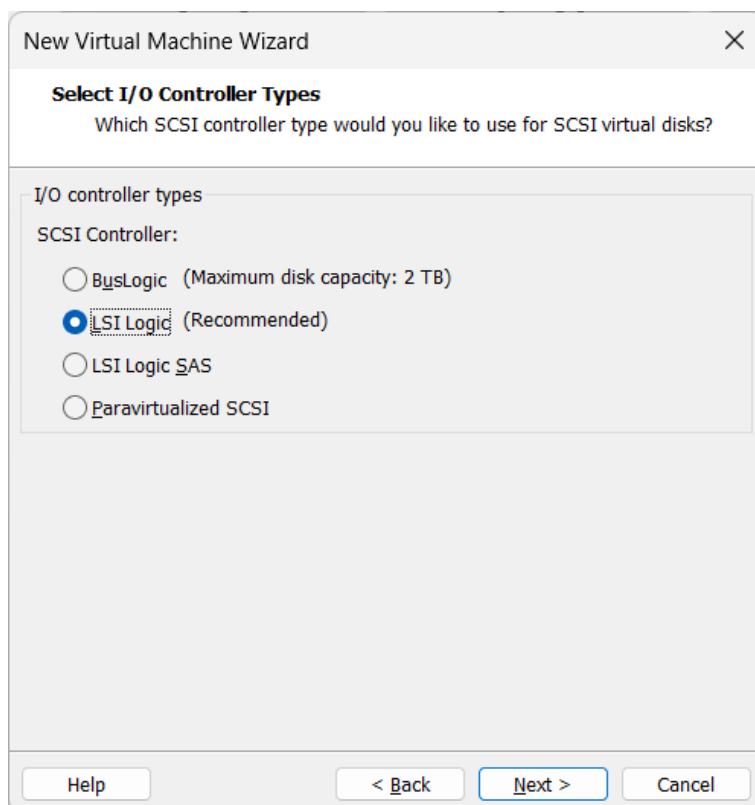 New Virtual Machine Wizard
Select I/O Controller Types
Which SCSI controller type would you like to use for SCSI virtual disks?
I/O controller types
SCSI Controller:
BusLogic (Maximum disk capacity: 2 TB)
LSI Logic (Recommended)
LSI Logic SAS
Paravirtualized SCSI
Help < Back Next > Cancel